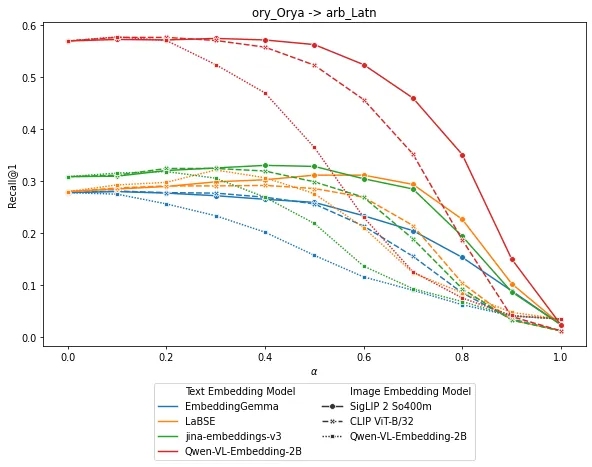 ory_Orya -> arb_Latn
0.6
0.5
0.4
0.3
0.2
0.1
0.0
Recall@1
0.0 0.2 0.4 0.6 0.8 1.0
α
Text Embedding Model Image Embedding Model
EmbeddingGemma SigLIP 2 So400m
LaBSE CLIP ViT-B/32
jina-embeddings-v3 Qwen-VL-Embedding-2B
Qwen-VL-Embedding-2B